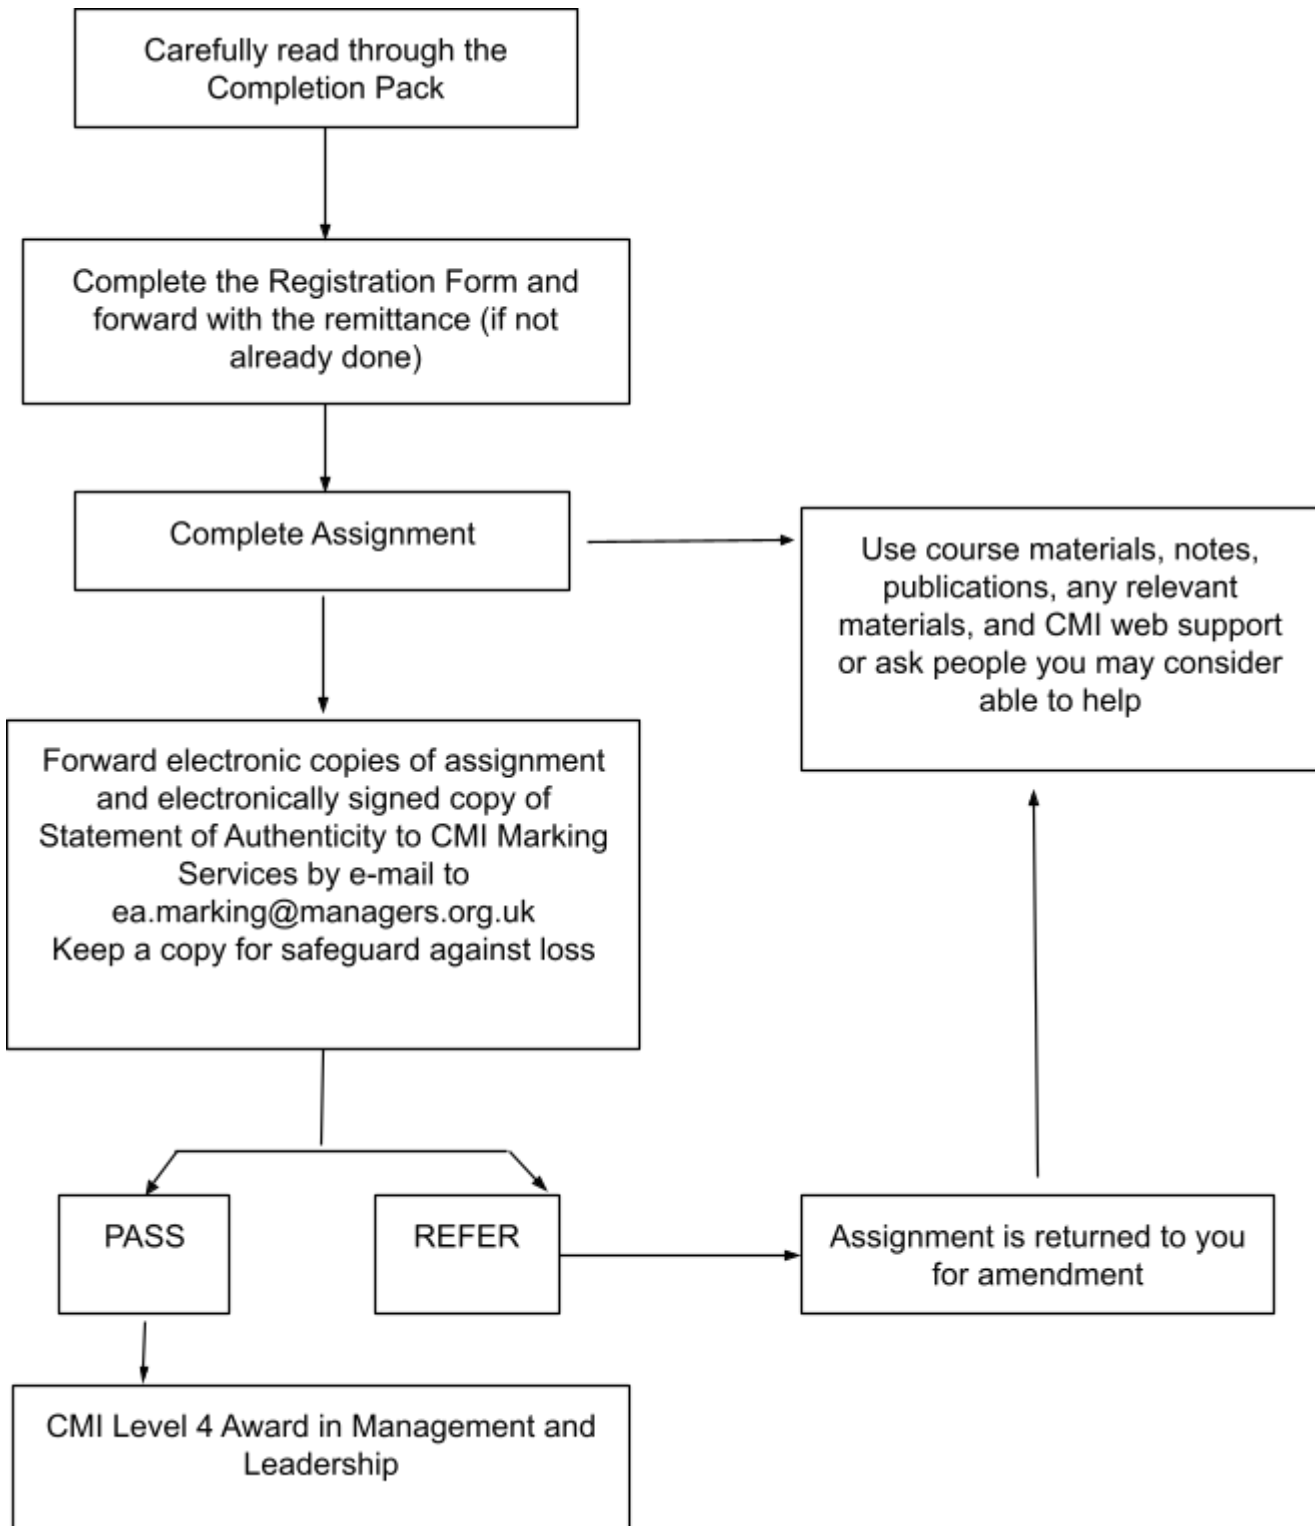 Carefully read through the
Completion Pack
Complete the Registration Form and
forward with the remittance (if not
already done)
Complete Assignment
Use course materials, notes,
publications, any relevant
materials, and CMI web support
or ask people you may consider
able to help
Forward electronic copies of assignment
and electronically signed copy of
Statement of Authenticity to CMI Marking
Services by e-mail to
ea.marking@managers.org.uk
Keep a copy for safeguard against loss
PASS
REFER
Assignment is returned to you
for amendment
CMI Level 4 Award in Management and
Leadership